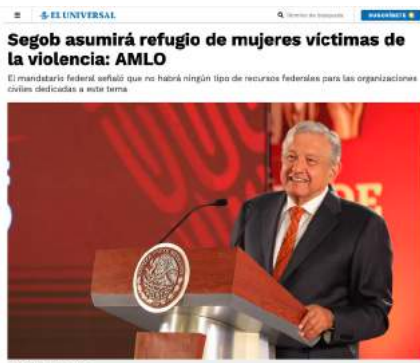 EL UNIVERSAL
SUSCRÍBETE
Segob asumirá refugio de mujeres víctimas de
la violencia: AMLO
El mandatario federal señaló que no habrá ningún tipo de recursos federales para las organizaciones
civiles dedicadas a este tema
DE